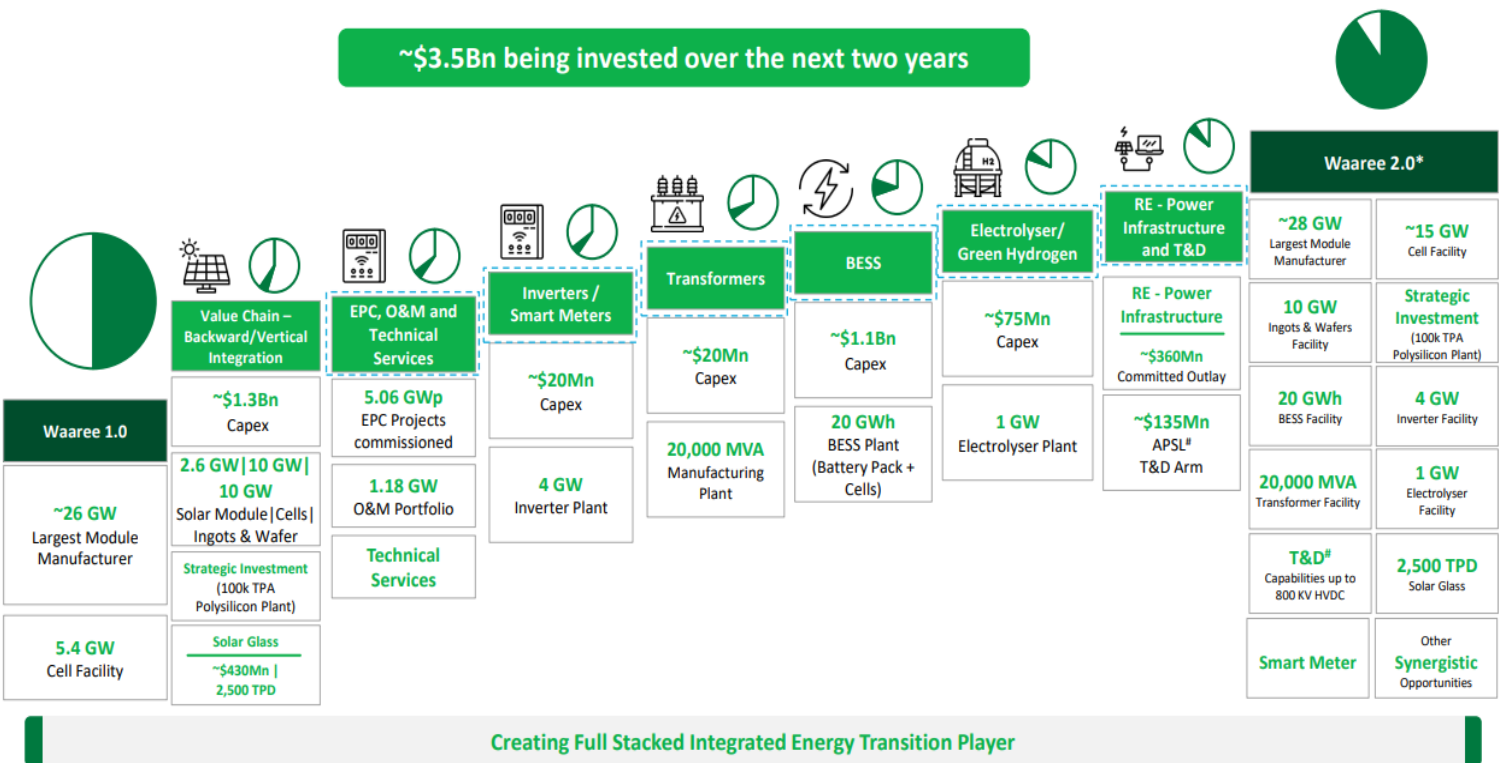 ~$3.5Bn being invested over the next two years
Waaree 1.0
~26 GW
Largest Module
Manufacturer
5.4 GW
Cell Facility
Value Chain –
Backward/Vertical
Integration
~$1.3Bn
Capex
2.6 GW|10 GW|
10 GW
Solar Module|Cells|
Ingots & Wafer
Strategic Investment
(100k TPA
Polysilicon Plant)
Solar Glass
~$430Mn |
2,500 TPD
EPC, O&M and
Technical
Services
5.06 GWp
EPC Projects
commissioned
1.18 GW
O&M Portfolio
Technical
Services
Inverters /
Smart Meters
~$20Mn
Capex
4 GW
Inverter Plant
Transformers
~$20Mn
Capex
20,000 MVA
Manufacturing
Plant
BESS
~$1.1Bn
Capex
20 GWh
BESS Plant
(Battery Pack +
Cells)
H2
Electrolyser/
Green Hydrogen
~$75Mn
Capex
1 GW
Electrolyser Plant
RE - Power
Infrastructure
and T&D
RE - Power
Infrastructure
~$360Mn
Committed Outlay
~$135Mn
APSL#
T&D Arm
Waaree 2.0*
~28 GW
Largest Module
Manufacturer
~15 GW
Cell Facility
10 GW
Ingots & Wafers
Facility
Strategic
Investment
(100k TPA
Polysilicon Plant)
20 GWh
BESS Facility
4 GW
Inverter Facility
20,000 MVA
Transformer Facility
1 GW
Electrolyser
Facility
T&D#
Capabilities up to
800 KV HVDC
2,500 TPD
Solar Glass
Smart Meter
Other
Synergistic
Opportunities
Creating Full Stacked Integrated Energy Transition Player